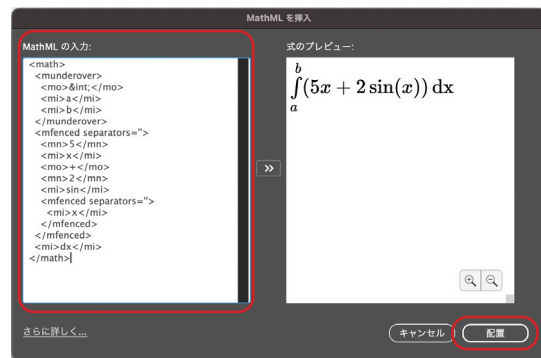 MathML を挿入
MathML の入力:
<math>
<munderover>
<mo>&int;</mo>
<mi>a</mi>
<mi>b</mi>
</munderover>
<mfenced separators=''>
<mn>5</mn>
<mi>x</mi>
<mo>+</mo>
<mn>2</mn>
<mi>sin</mi>
<mfenced separators=''>
<mi>x</mi>
</mfenced>
</mfenced>
<mi>dx</mi>
</math>
式のプレビュー:
b
∫(5x + 2 sin(x)) dx
a
さらに詳しく...
キャンセル
配置